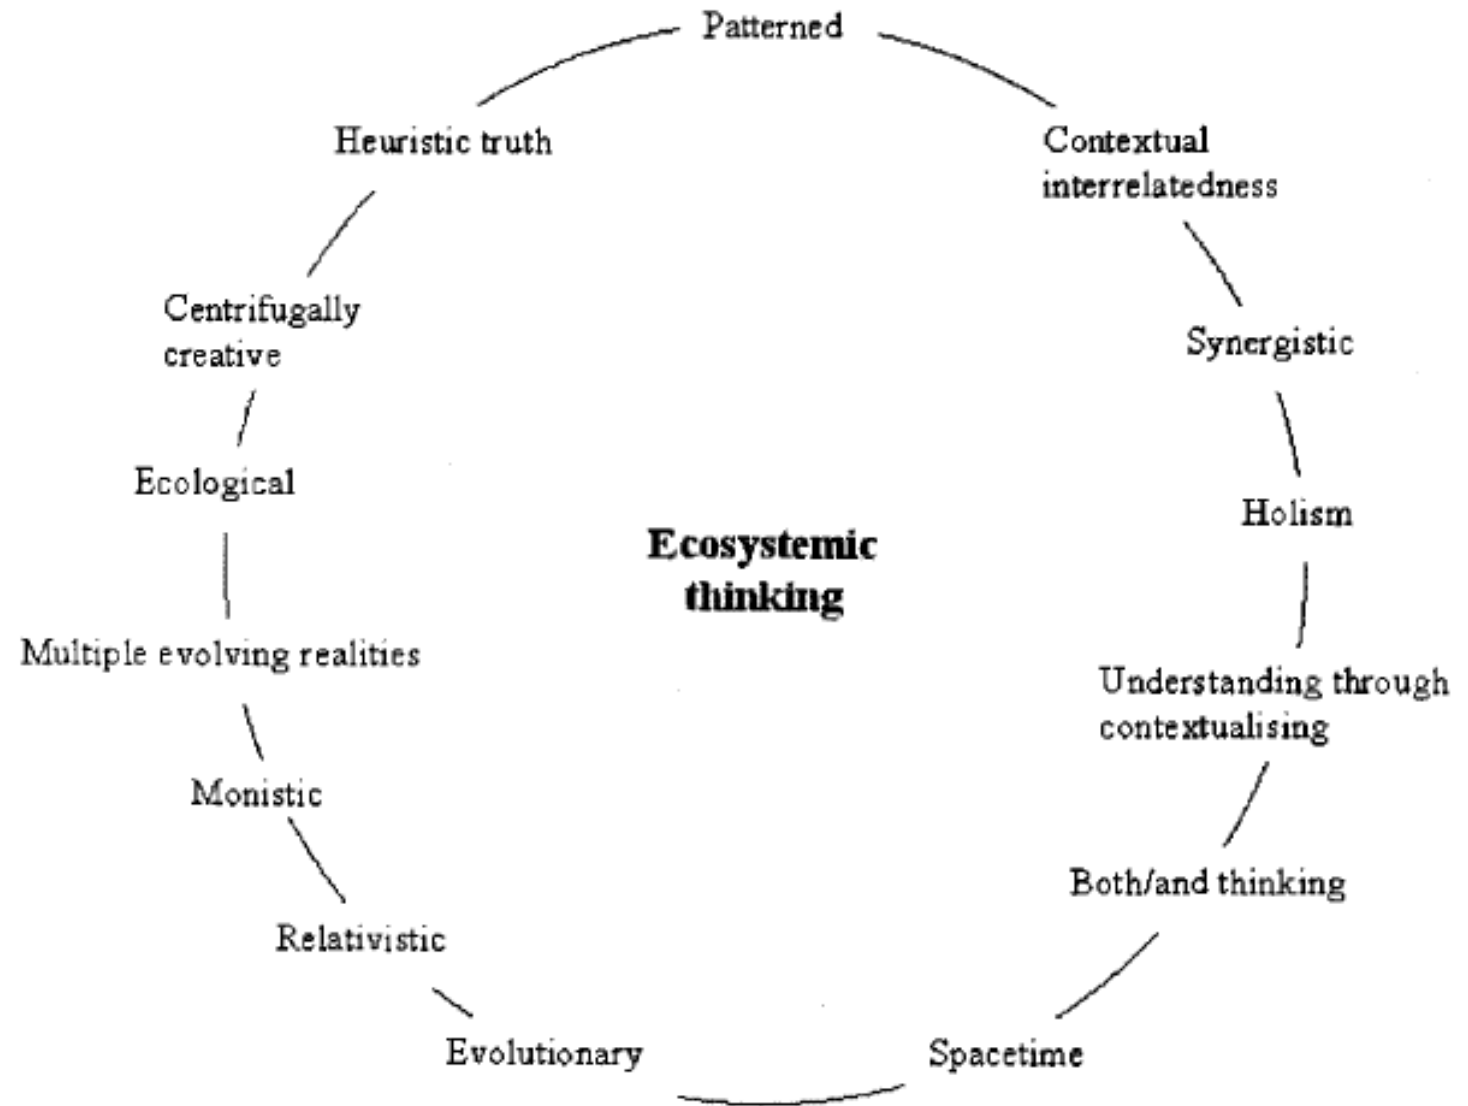 Patterned
Contextual
interrelatedness
Synergistic
Holism
Understanding through
contextualising
Both/and thinking
Spacetime
Evolutionary
Relativistic
Monistic
Multiple evolving realities
Ecological
Centrifugally
creative
Heuristic truth
Ecosystemic
thinking